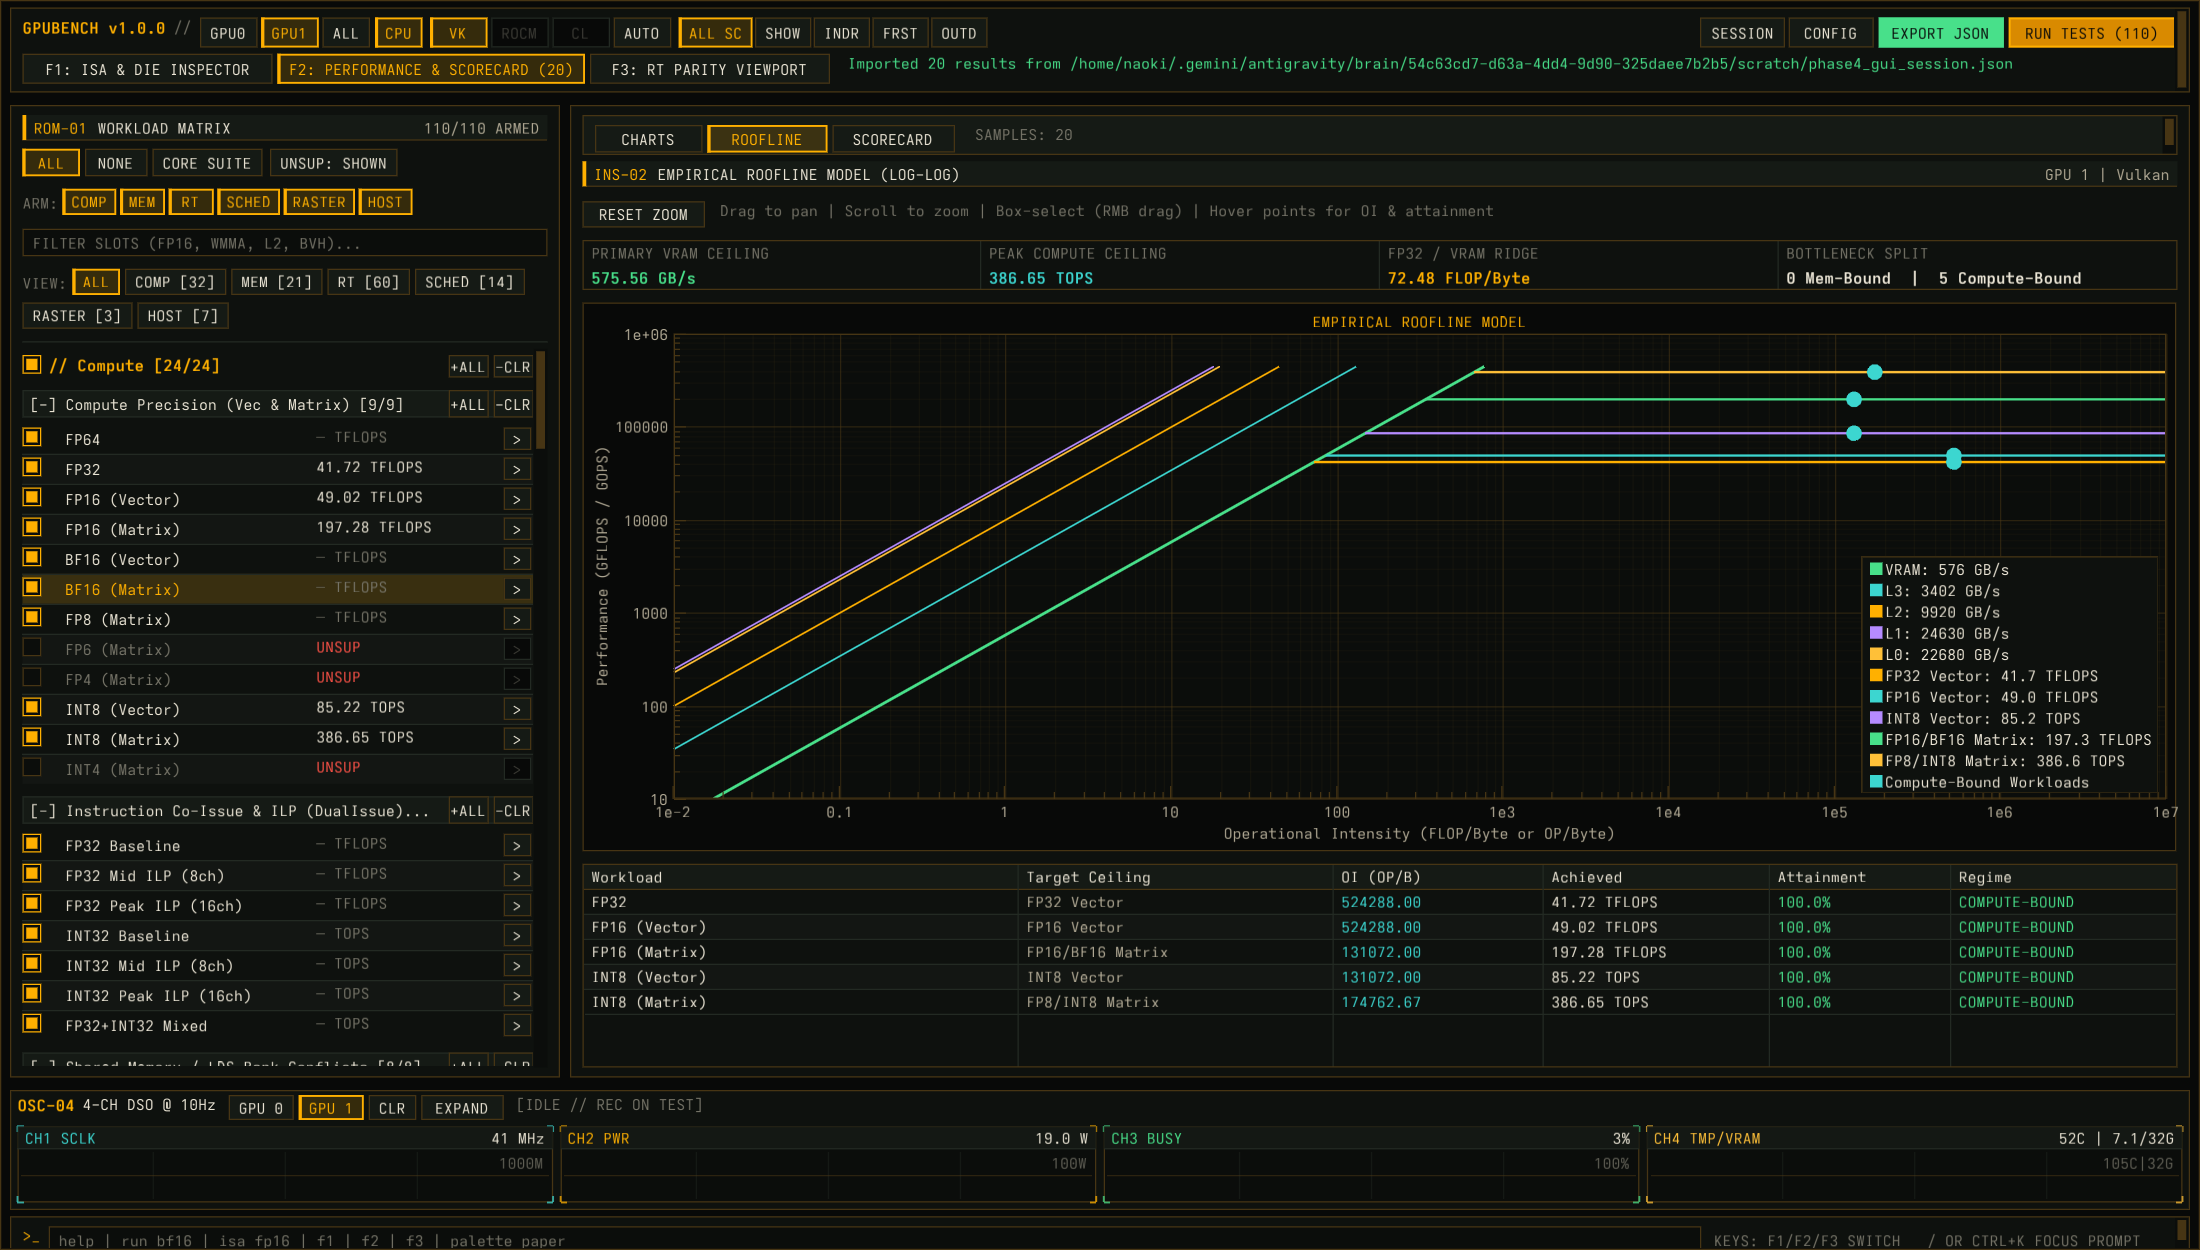 GPUBENCH v1.0.0 // GPU0 GPU1 ALL CPU VK ROCM CL AUTO ALL SC SHOW INDR FRST OUTD SESSION CONFIG EXPORT JSON RUN TESTS (110)
F1: ISA & DIE INSPECTOR F2: PERFORMANCE & SCORECARD (20) F3: RT PARITY VIEWPORT Imported 20 results from /home/naoki/.gemini/antigravity/brain/54c63cd7-d63a-4dd4-9d90-325daee7b2b5/scratch/phase4_gui_session.json
ROM-01 WORKLOAD MATRIX 110/110 ARMED
ALL NONE CORE SUITE UNSUP: SHOWN
ARM: COMP MEM RT SCHED RASTER HOST
FILTER SLOTS (FP16, WMMA, L2, BVH)...
VIEW: ALL COMP [32] MEM [21] RT [60] SCHED [14]
RASTER [3] HOST [7]
// Compute [24/24] +ALL -CLR
[-] Compute Precision (Vec & Matrix) [9/9] +ALL -CLR
FP64 — TFLOPS >
FP32 41.72 TFLOPS >
FP16 (Vector) 49.02 TFLOPS >
FP16 (Matrix) 197.28 TFLOPS >
BF16 (Vector) — TFLOPS >
BF16 (Matrix) — TFLOPS >
FP8 (Matrix) — TFLOPS >
FP6 (Matrix) UNSUP >
FP4 (Matrix) UNSUP >
INT8 (Vector) 85.22 TOPS >
INT8 (Matrix) 386.65 TOPS >
INT4 (Matrix) UNSUP >
[-] Instruction Co-Issue & ILP (DualIssue)... +ALL -CLR
FP32 Baseline — TFLOPS >
FP32 Mid ILP (8ch) — TFLOPS >
FP32 Peak ILP (16ch) — TFLOPS >
INT32 Baseline — TOPS >
INT32 Mid ILP (8ch) — TOPS >
INT32 Peak ILP (16ch) — TOPS >
FP32+INT32 Mixed — TOPS >
[-] Shared Memory / LDS Bank Conflicts [8/8] +ALL -CLR
CHARTS ROOFLINE SCORECARD SAMPLES: 20
INS-02 EMPIRICAL ROOFLINE MODEL (LOG-LOG) GPU 1 | Vulkan
RESET ZOOM Drag to pan | Scroll to zoom | Box-select (RMB drag) | Hover points for OI & attainment
PRIMARY VRAM CEILING PEAK COMPUTE CEILING FP32 / VRAM RIDGE BOTTLENECK SPLIT
575.56 GB/s 386.65 TOPS 72.48 FLOP/Byte 0 Mem-Bound | 5 Compute-Bound
EMPIRICAL ROOFLINE MODEL
Performance (GFLOPS / GOPS)
1e+06
100000
10000
1000
100
10
VRAM: 576 GB/s
L3: 3402 GB/s
L2: 9920 GB/s
L1: 24630 GB/s
L0: 22680 GB/s
FP32 Vector: 41.7 TFLOPS
FP16 Vector: 49.0 TFLOPS
INT8 Vector: 85.2 TOPS
FP16/BF16 Matrix: 197.3 TFLOPS
FP8/INT8 Matrix: 386.6 TOPS
Compute-Bound Workloads
1e-2 0.1 1 10 100 1e3 1e4 1e5 1e6 1e7
Operational Intensity (FLOP/Byte or OP/Byte)
Workload Target Ceiling OI (OP/B) Achieved Attainment Regime
FP32 FP32 Vector 524288.00 41.72 TFLOPS 100.0% COMPUTE-BOUND
FP16 (Vector) FP16 Vector 524288.00 49.02 TFLOPS 100.0% COMPUTE-BOUND
FP16 (Matrix) FP16/BF16 Matrix 131072.00 197.28 TFLOPS 100.0% COMPUTE-BOUND
INT8 (Vector) INT8 Vector 131072.00 85.22 TOPS 100.0% COMPUTE-BOUND
INT8 (Matrix) FP8/INT8 Matrix 174762.67 386.65 TOPS 100.0% COMPUTE-BOUND
OSC-04 4-CH DSO @ 10Hz GPU 0 GPU 1 CLR EXPAND [IDLE // REC ON TEST]
CH1 SCLK 41 MHz CH2 PWR 19.0 W CH3 BUSY 3% CH4 TMP/VRAM 52C | 7.1/32G
1000M 100W 100% 105C|32G
>_ help | run bf16 | isa fp16 | f1 | f2 | f3 | palette paper KEYS: F1/F2/F3 SWITCH / OR CTRL+K FOCUS PROMPT